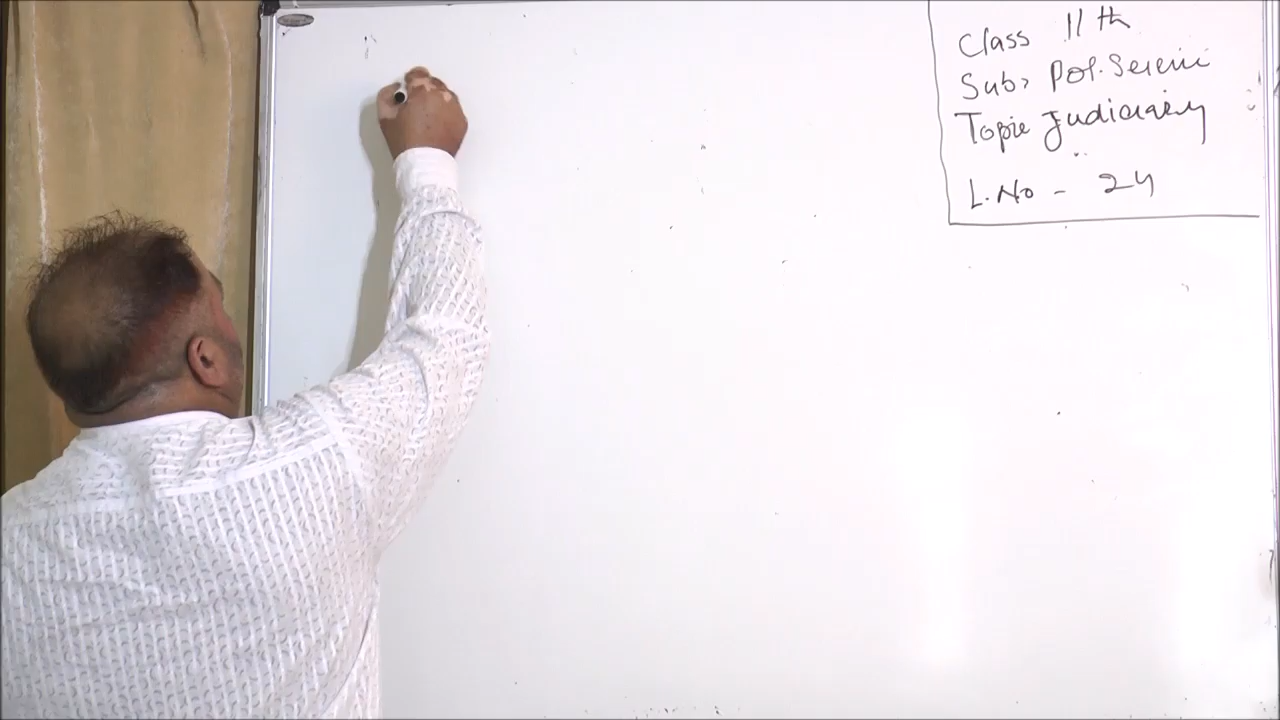 Class 11th
Sub, Pol. Science
Topic Judiciary
L. No - 24